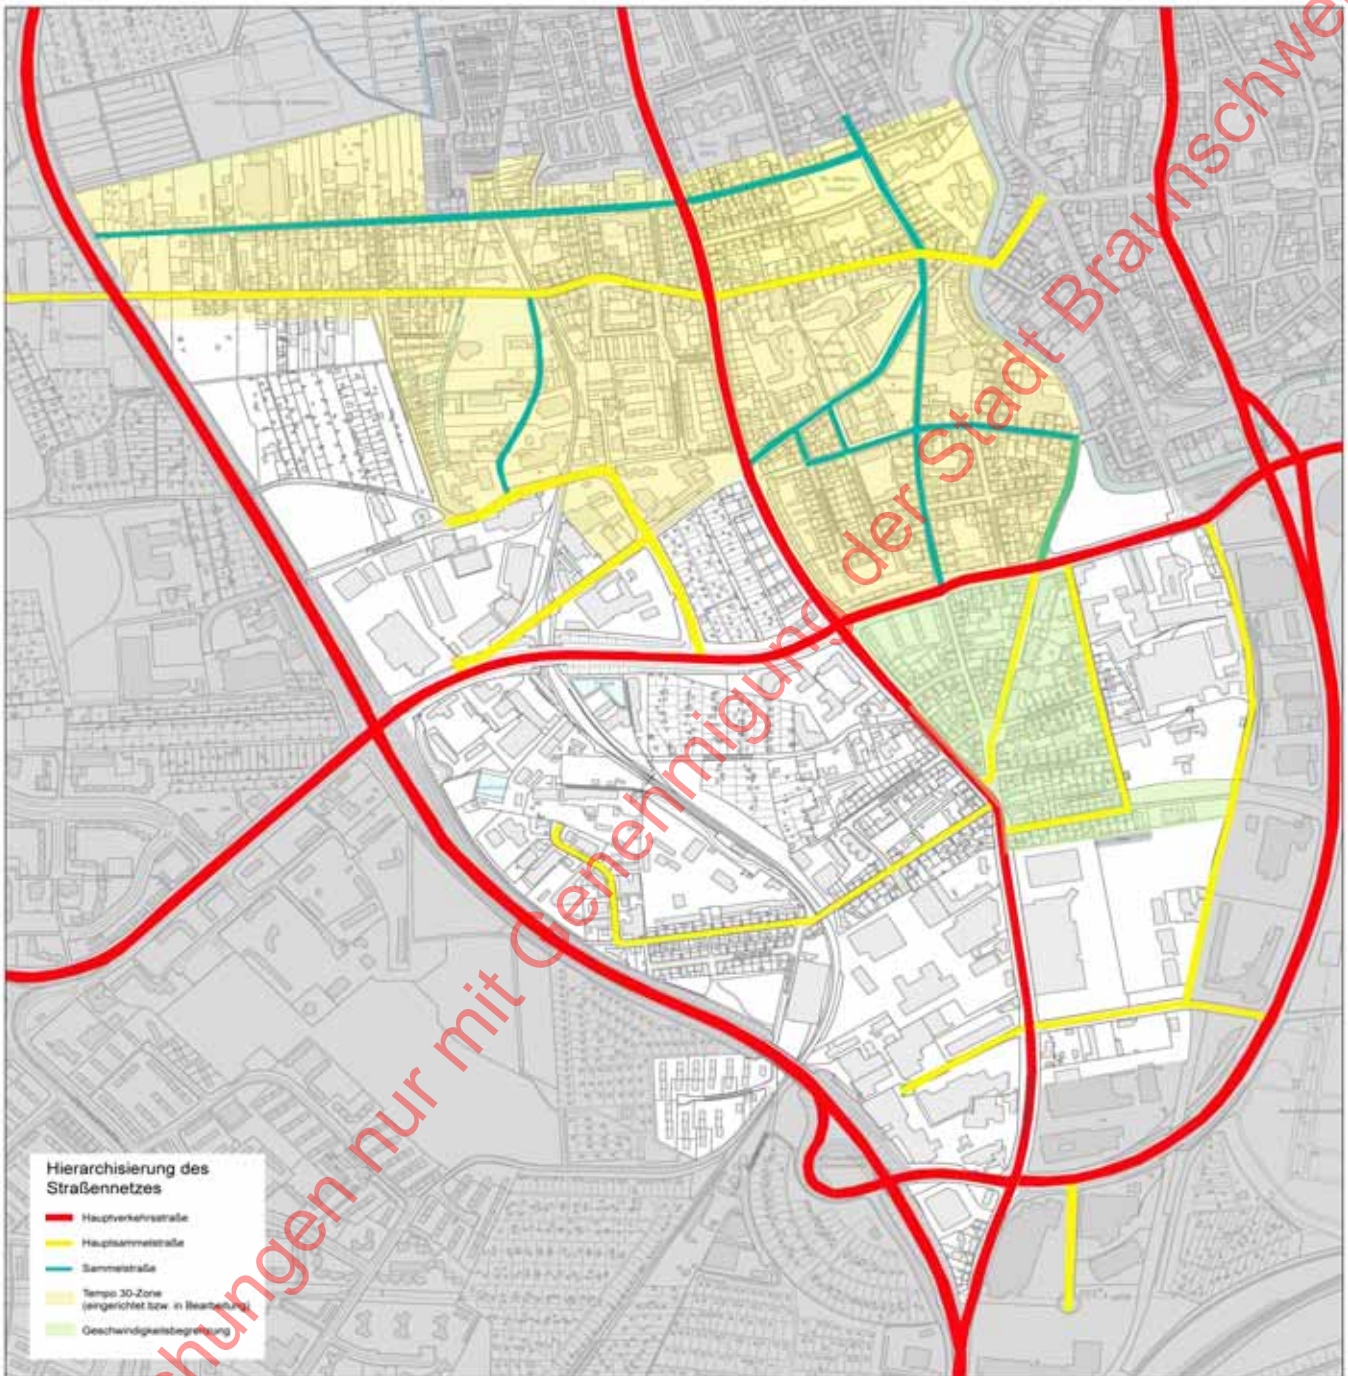 Hierarchisierung des
Straßennetzes
Hauptverkehrsstraße
Hauptsammelstraße
Sammelstraße
Tempo 30-Zone
(eingerichtet bzw. in Bearbeitung)
Geschwindigkeitsbegrenzung
chungen nur mit Genehmigung der Stadt Braunschwe